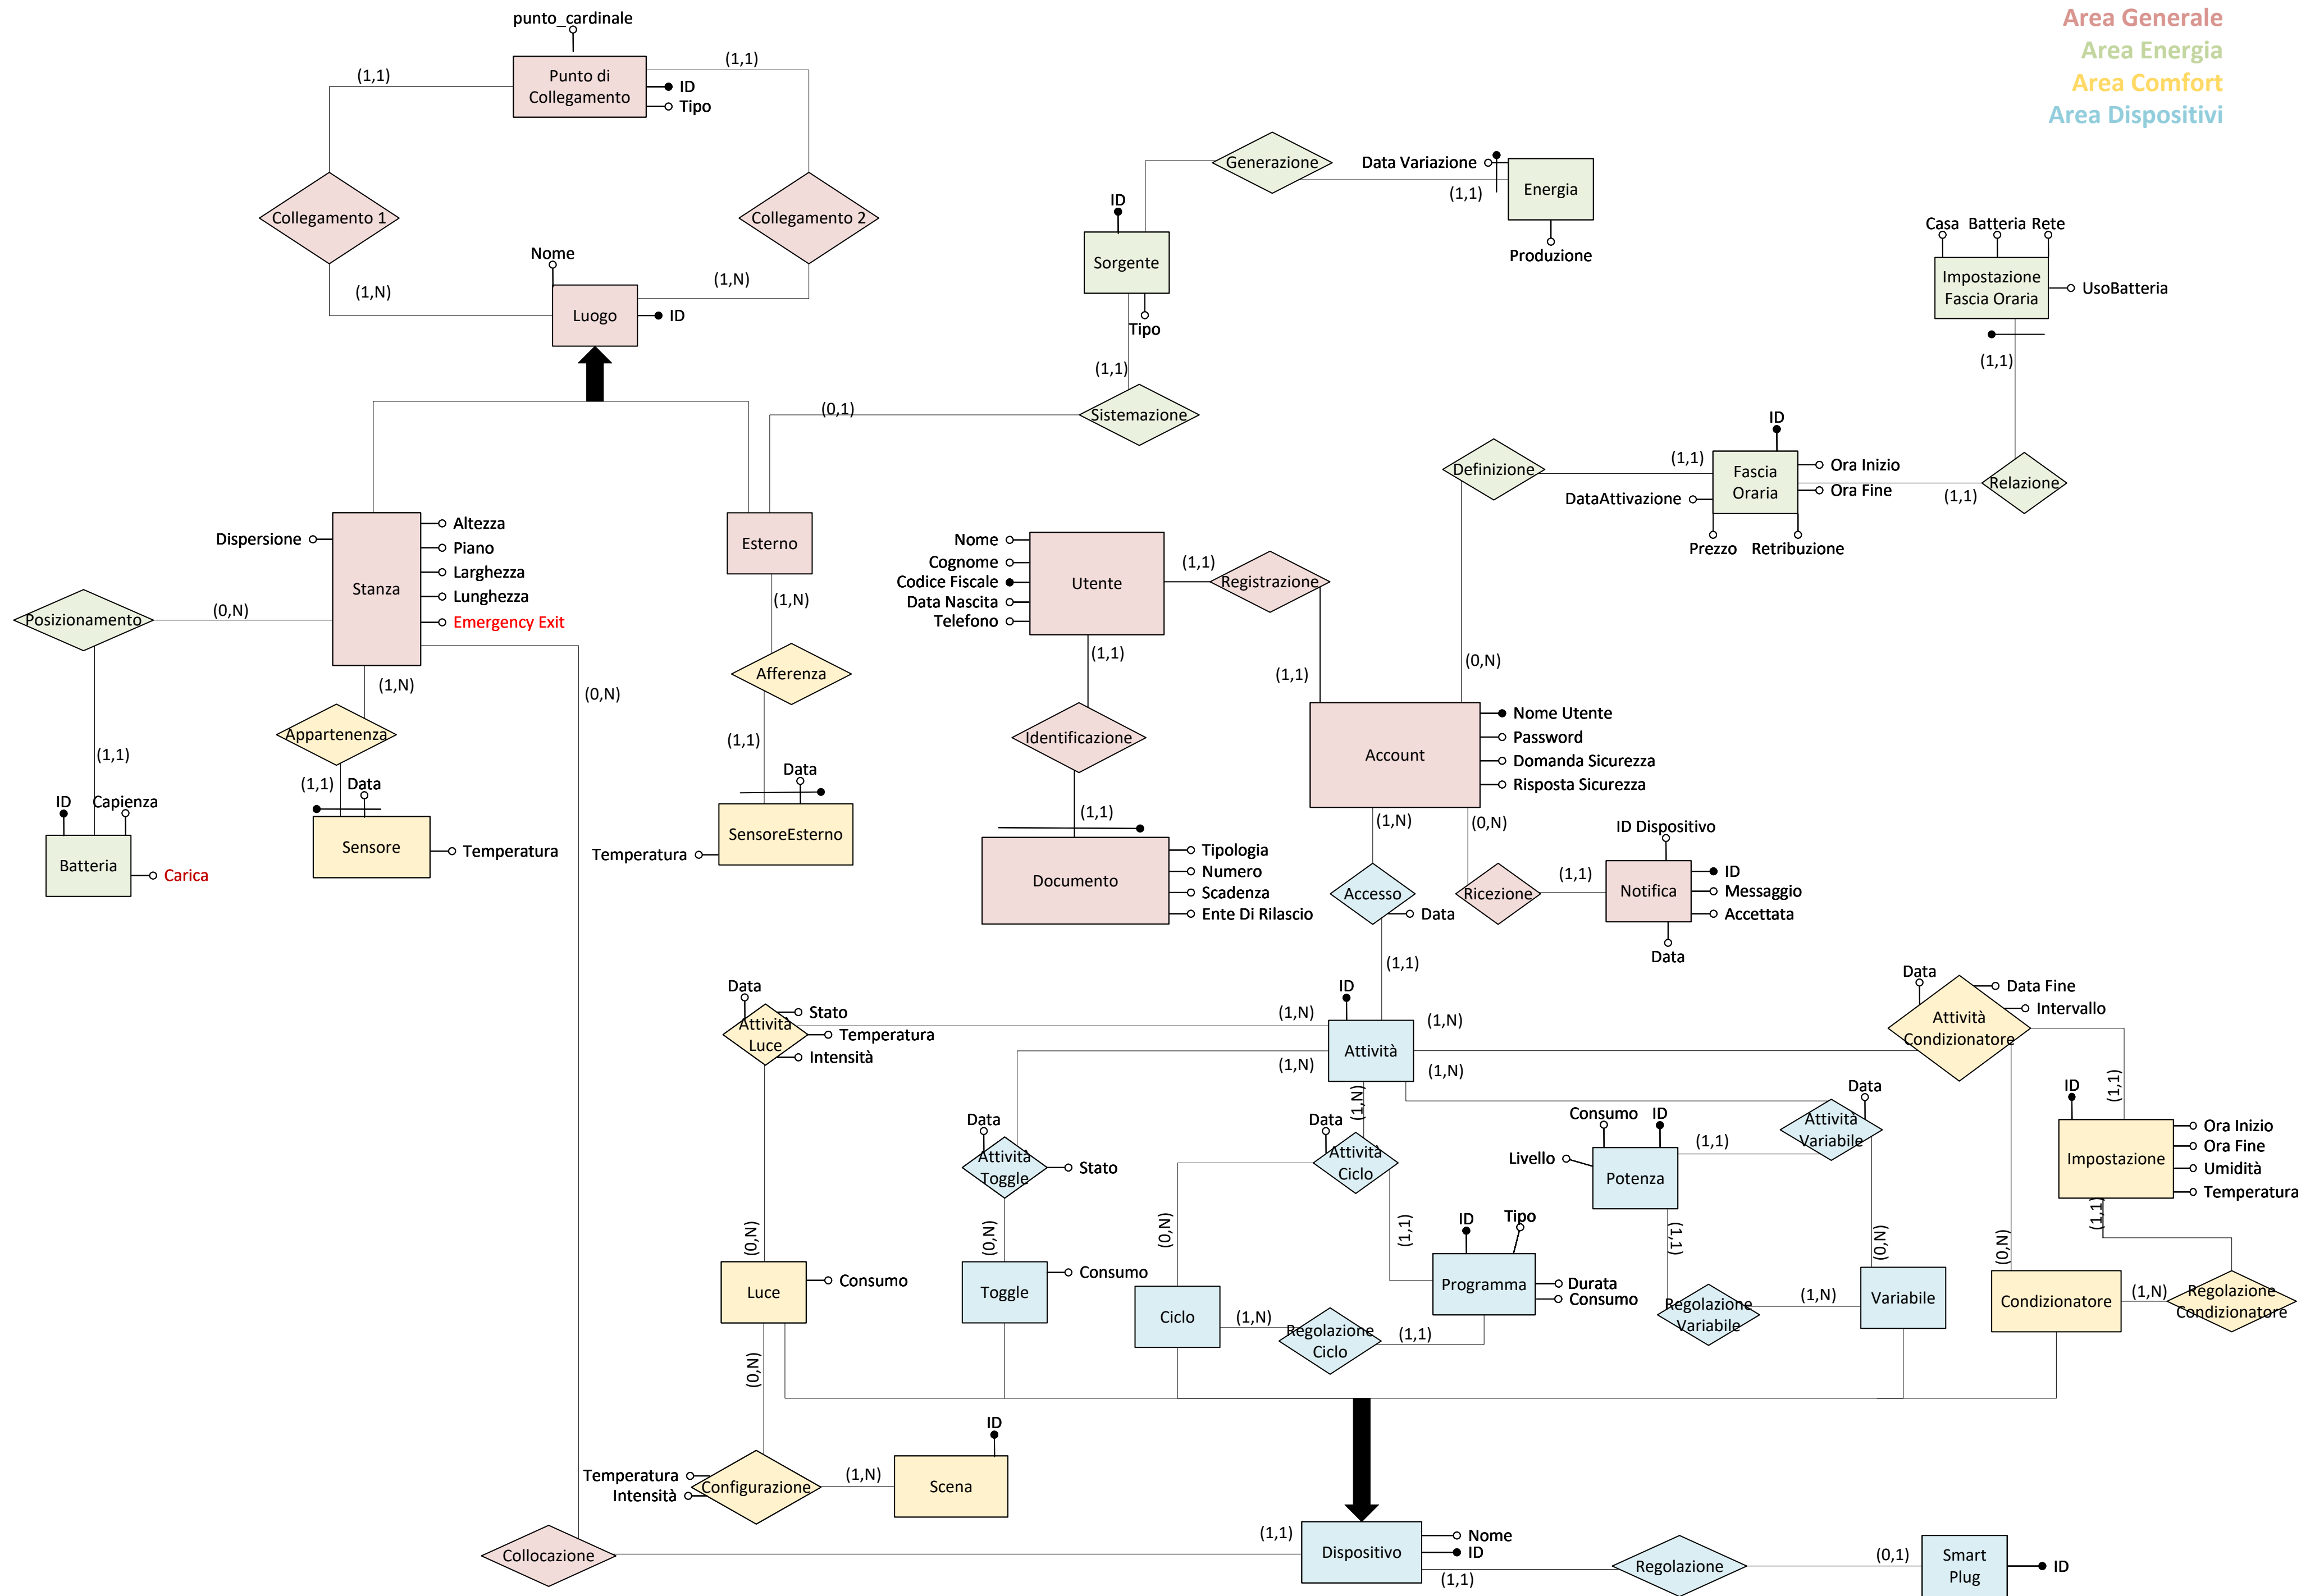 Area Generale
Area Energia
Area Comfort
Area Dispositivi
punto_cardinale
(1,1)
(1,1)
Punto di
Collegamento
ID
Tipo
Collegamento 1
Collegamento 2
Nome
(1,N)
(1,N)
Luogo
ID
Generazione
Data Variazione
(1,1)
Energia
Produzione
ID
Sorgente
Tipo
(1,1)
(0,1)
Sistemazione
Casa
Batteria
Rete
Impostazione
Fascia Oraria
UsoBatteria
(1,1)
ID
Definizione
(1,1)
Fascia
Oraria
Ora Inizio
Ora Fine
DataAttivazione
(1,1)
Relazione
Prezzo
Retribuzione
Dispersione
Stanza
Altezza
Piano
Larghezza
Lunghezza
Emergency Exit
Esterno
Posizionamento
(0,N)
(1,N)
(1,N)
(0,N)
Afferenza
Appartenenza
(1,1)
(1,1)
(1,1)
Data
Data
ID
Capienza
Batteria
Carica
Sensore
Temperatura
SensoreEsterno
Temperatura
Nome
Cognome
Codice Fiscale
Data Nascita
Telefono
Utente
(1,1)
Registrazione
(1,1)
(1,1)
(0,N)
Identificazione
(1,1)
Documento
Tipologia
Numero
Scadenza
Ente Di Rilascio
Account
Nome Utente
Password
Domanda Sicurezza
Risposta Sicurezza
(1,N)
(0,N)
Accesso
Data
Ricezione
(1,1)
ID Dispositivo
Notifica
ID
Messaggio
Accettata
Data
(1,1)
ID
Attività
(1,N)
(1,N)
(1,N)
(1,N)
(1,N)
Data
Attività
Luce
Stato
Temperatura
Intensità
Data
Attività
Toggle
Stato
Data
Attività
Ciclo
Data
Attività
Variabile
Data
Data Fine
Intervallo
Attività
Condizionatore
(1,1)
Consumo
ID
Livello
Potenza
(1,1)
(1,1)
ID
Impostazione
Ora Inizio
Ora Fine
Umidità
Temperatura
(1,1)
(0,N)
(0,N)
(0,N)
(1,1)
(0,N)
(0,N)
ID
Tipo
Programma
Durata
Consumo
Luce
Consumo
Toggle
Consumo
Ciclo
(1,N)
Regolazione
Ciclo
(1,1)
Regolazione
Variabile
(1,N)
Variabile
Condizionatore
(1,N)
Regolazione
Condizionatore
(0,N)
Temperatura
Intensità
Configurazione
(1,N)
ID
Scena
Collocazione
(1,1)
Dispositivo
Nome
ID
(1,1)
Regolazione
(0,1)
Smart
Plug
ID